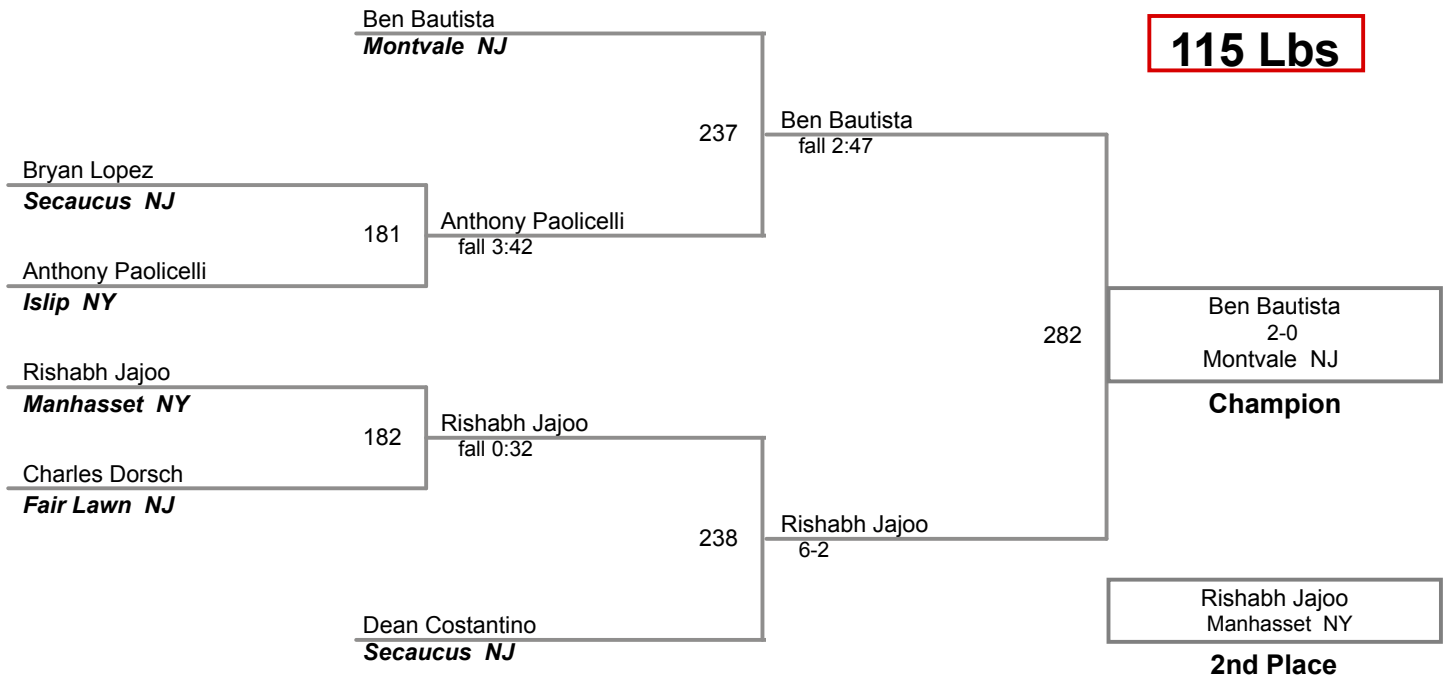 Ben Bautista
Montvale NJ
115 Lbs
237
Ben Bautista
fall 2:47
Bryan Lopez
Secaucus NJ
181
Anthony Paolicelli
fall 3:42
Anthony Paolicelli
Islip NY
282
Ben Bautista
2-0
Montvale NJ
Champion
Rishabh Jajoo
Manhasset NY
182
Rishabh Jajoo
fall 0:32
Charles Dorsch
Fair Lawn NJ
238
Rishabh Jajoo
6-2
Dean Costantino
Secaucus NJ
Rishabh Jajoo
Manhasset NY
2nd Place